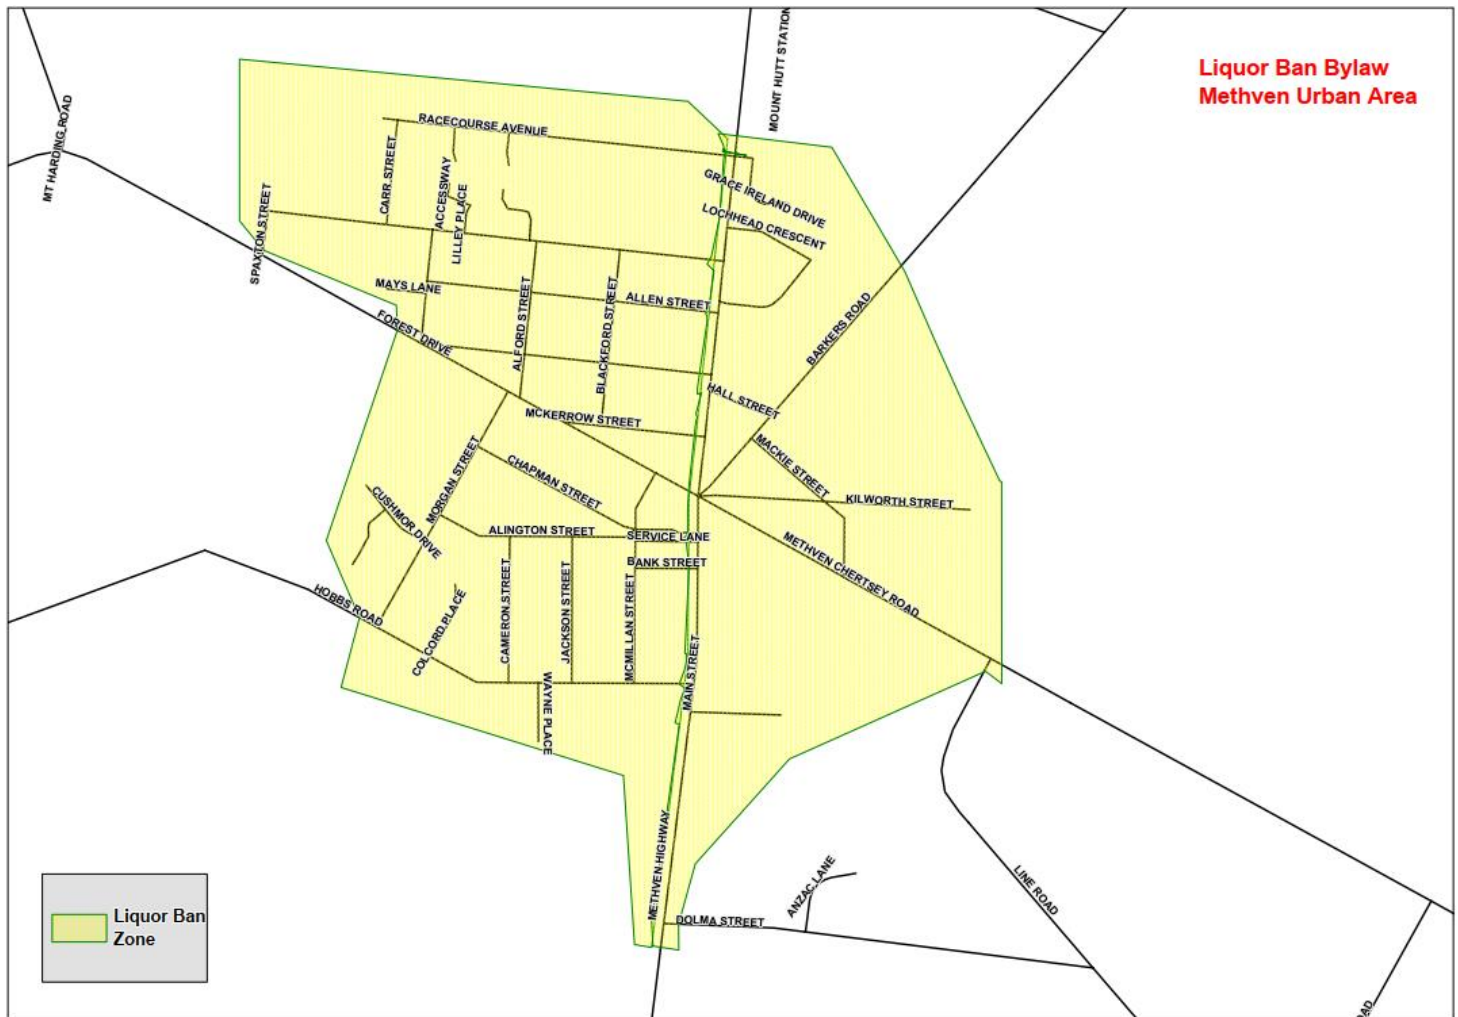 Liquor Ban Bylaw
Methven Urban Area
MOUNT HUTT STATION
MT HARDING ROAD
RACECOURSE AVENUE
CARR STREET
ACCESSWAY
LILLEY PLACE
SPAXTON STREET
GRACE IRELAND DRIVE
LOCHHEAD CRESCENT
MAYS LANE
ALLEN STREET
ALFORD STREET
BLACKFORD STREET
FOREST DRIVE
BARKERS ROAD
HALL STREET
MCKERROW STREET
MACKIE STREET
MORGAN STREET
CHAPMAN STREET
KILWORTH STREET
CUSHMOR DRIVE
ALINGTON STREET
SERVICE LANE
BANK STREET
METHVEN CHERTSEY ROAD
HOBBS ROAD
COLCORD PLACE
CAMERON STREET
JACKSON STREET
MCMILLAN STREET
MAIN STREET
WAYNE PLACE
METHVEN HIGHWAY
ANZAC LANE
LINE ROAD
DOLMA STREET
Liquor Ban
Zone